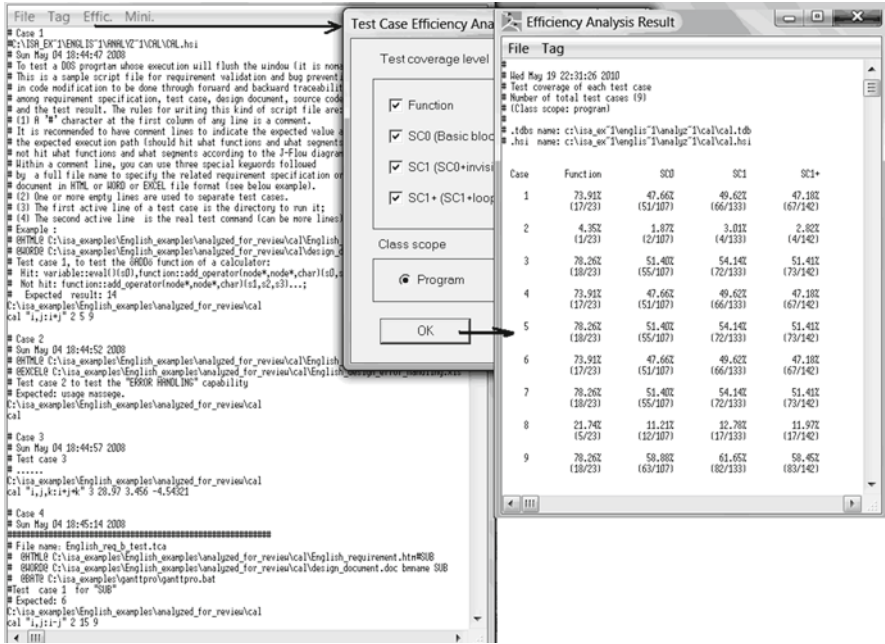 File Tag Effic. Mini.
# Case 1
#C:\ISA_EX~1\ENGLIS~1\ANALYZ~1\CAL\CAL.hsi
# Sun May 04 18:44:47 2008
# To test a DOS progrtam whose execution will flush the window (it is nona
# This is a sample script file for requirement validation and bug preventi
# in code modification to be done through forward and backward traceabilit
# among requirement specification, test case, design document, source code
# and the test result. The rules for writing this kind of script file are:
# (1) A '#' character at the first column of any line is a comment.
# It is recommended to have comment lines to indicate the expected value a
# the expected execution path (should hit what functions and what segments
# not hit what functions and what segments according to the J-Flow diagram
# Within a comment line, you can use three special keywords followed
# by a full file name to specify the related requirement specification or
# document in HTML or WORD or EXCEL file format (see below example).
# (2) One or more empty lines are used to separate test cases.
# (3) The first active line of a test case is the directory to run it;
# (4) The second active line is the real test command (can be more lines)
# Example :
# @HTML@ C:\isa_examples\English_examples\analyzed_for_review\cal\English_
# @WORD@ C:\isa_examples\English_examples\analyzed_for_review\cal\design_d
# Test case 1, to test the ôADDö function of a calculator:
# Hit: variable::eval()(s0),function::add_operator(node*,node*,char)(s0,s
# Not hit: function::add_operator(node*,node*,char)(s1,s2,s3)...;
# Expected result: 14
C:\isa_examples\English_examples\analyzed_for_review\cal
cal "i,j:i+j" 2 5 9
# Case 2
# Sun May 04 18:44:52 2008
# @HTML@ C:\isa_examples\English_examples\analyzed_for_review\cal\English_
# @EXCEL@ C:\isa_examples\English_examples\analyzed_for_review\cal\English_design_error_handling.xls
# Test case 2 to test the "ERROR HANDLING" capability
# Expected: usage massege.
C:\isa_examples\English_examples\analyzed_for_review\cal
cal
# Case 3
# Sun May 04 18:44:57 2008
# Test case 3
# ......
C:\isa_examples\English_examples\analyzed_for_review\cal
cal "i,j,k:i+j+k" 3 28.97 3.456 -4.54321
# Case 4
# Sun May 04 18:45:14 2008
# File name: English_req_b_test.tca
# @HTML@ C:\isa_examples\English_examples\analyzed_for_review\cal\English_requirement.htm#SUB
# @WORD@ C:\isa_examples\English_examples\analyzed_for_review\cal\design_document.doc bmname SUB
# @BAT@ C:\isa_examples\ganttpro\ganttpro.bat
#Test case 1 for "SUB"
# Expected: 6
C:\isa_examples\English_examples\analyzed_for_review\cal
cal "i,j:i-j" 2 15 9
Test Case Efficiency Ana
Test coverage level
Function
SC0 (Basic bloc
SC1 (SC0+invisi
SC1+ (SC1+loop
Class scope
Program
OK
Efficiency Analysis Result
File Tag
#
# Wed May 19 22:31:26 2010
# Test coverage of each test case
# Number of total test cases (9)
# (Class scope: program)
#
# .tdbs name: c:\isa_ex~1\englis~1\analyz~1\cal\cal.tdb
# .hsi name: c:\isa_ex~1\englis~1\analyz~1\cal\cal.hsi
Case Function SC0 SC1 SC1+
1 73.91% 47.66% 49.62% 47.18%
(17/23) (51/107) (66/133) (67/142)
2 4.35% 1.87% 3.01% 2.82%
(1/23) (2/107) (4/133) (4/142)
3 78.26% 51.40% 54.14% 51.41%
(18/23) (55/107) (72/133) (73/142)
4 73.91% 47.66% 49.62% 47.18%
(17/23) (51/107) (66/133) (67/142)
5 78.26% 51.40% 54.14% 51.41%
(18/23) (55/107) (72/133) (73/142)
6 73.91% 47.66% 49.62% 47.18%
(17/23) (51/107) (66/133) (67/142)
7 78.26% 51.40% 54.14% 51.41%
(18/23) (55/107) (72/133) (73/142)
8 21.74% 11.21% 12.78% 11.97%
(5/23) (12/107) (17/133) (17/142)
9 78.26% 58.88% 61.65% 58.45%
(18/23) (63/107) (82/133) (83/142)